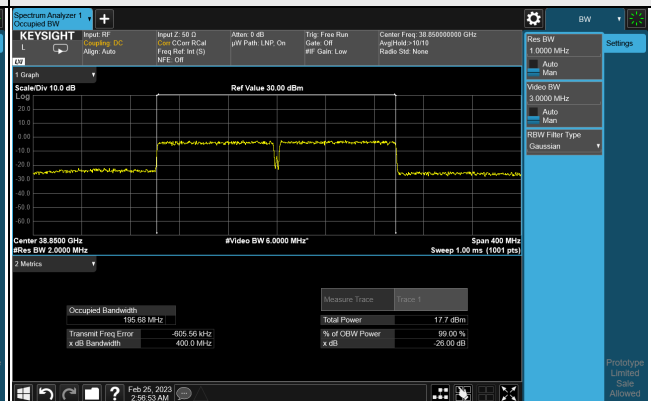 Spectrum Analyzer 1
Occupied BW
+
BW
KEYSIGHT
L
LXI
Input: RF
Coupling: DC
Align: Auto
Input Z: 50 Ω
Corr CCorr RCal
Freq Ref: Int (S)
NFE: Off
Atten: 0 dB
µW Path: LNP, On
Trig: Free Run
Gate: Off
#IF Gain: Low
Center Freq: 38.850000000 GHz
Avg|Hold:>10/10
Radio Std: None
Res BW
1.0000 MHz
Auto
Man
Settings
Video BW
3.0000 MHz
Auto
Man
RBW Filter Type
Gaussian
1 Graph
Scale/Div 10.0 dB
Ref Value 30.00 dBm
Log
20.0
10.0
0.00
-10.0
-20.0
-30.0
-40.0
-50.0
-60.0
Center 38.8500 GHz
#Video BW 6.0000 MHz*
Span 400 MHz
#Res BW 2.0000 MHz
Sweep 1.00 ms (1001 pts)
2 Metrics
Measure Trace
Trace 1
Occupied Bandwidth
195.68 MHz
Total Power
17.7 dBm
Transmit Freq Error
-605.56 kHz
% of OBW Power
99.00 %
x dB Bandwidth
400.0 MHz
x dB
-26.00 dB
Prototype
Limited
Sale
Allowed
?
Feb 25, 2023
2:56:53 AM